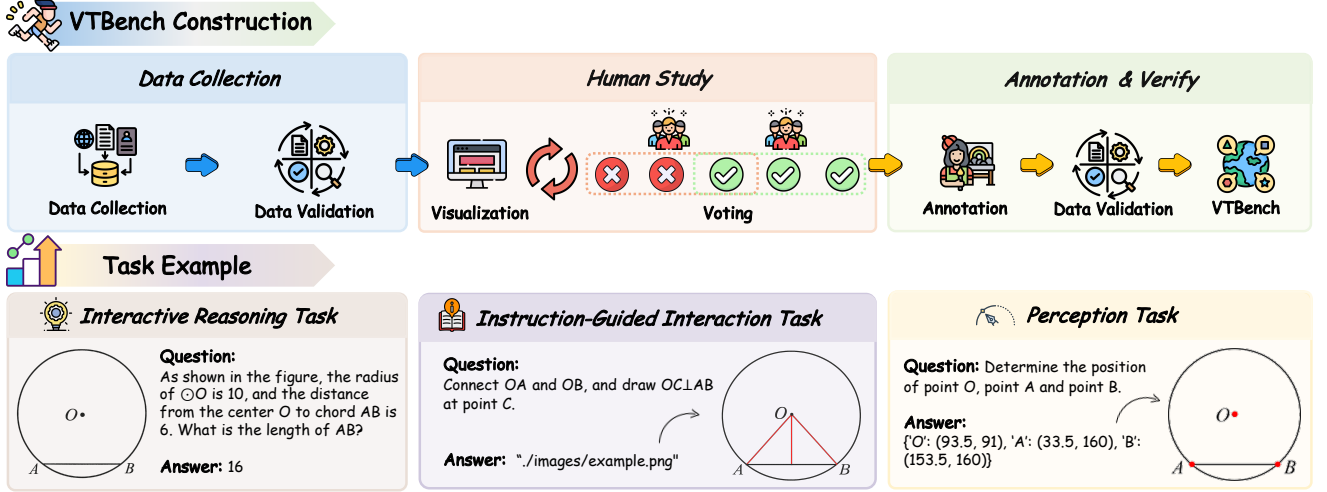 VTBench Construction
Data Collection
Human Study
Annotation & Verify
Data Collection
Data Validation
Visualization
Voting
Annotation
Data Validation
VTBench
Task Example
Interactive Reasoning Task
O
A
B
Question:
As shown in the figure, the radius
of ⊙O is 10, and the distance
from the center O to chord AB is
6. What is the length of AB?
Answer: 16
Instruction-Guided Interaction Task
Question:
Connect OA and OB, and draw OC⊥AB
at point C.
Answer: "./images/example.png"
O
A
B
Perception Task
Question: Determine the position
of point O, point A and point B.
Answer:
{'O': (93.5, 91), 'A': (33.5, 160), 'B':
(153.5, 160)}
O
A
B